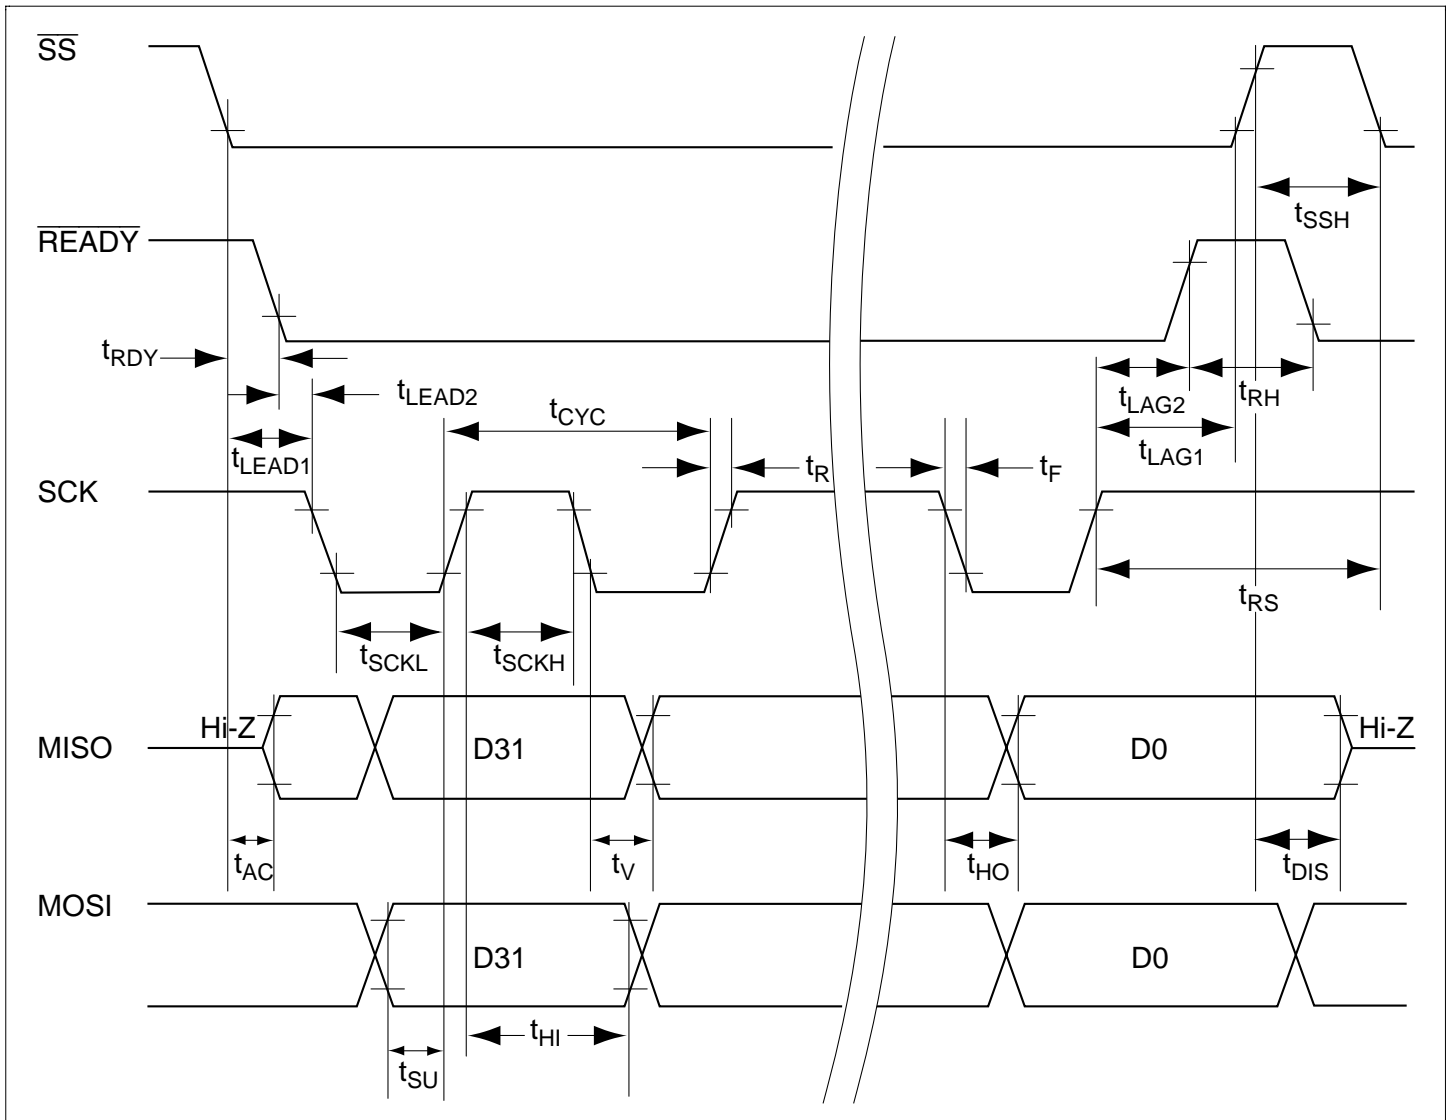 SS
tSSH
READY
tRDY
tLEAD2
tCYC
tLAG2
tRH
tLEAD1
tR
tF
tLAG1
SCK
tRS
tSCKL
tSCKH
Hi-Z
Hi-Z
MISO
D31
D0
tAC
tV
tHO
tDIS
MOSI
D31
D0
tHI
tSU